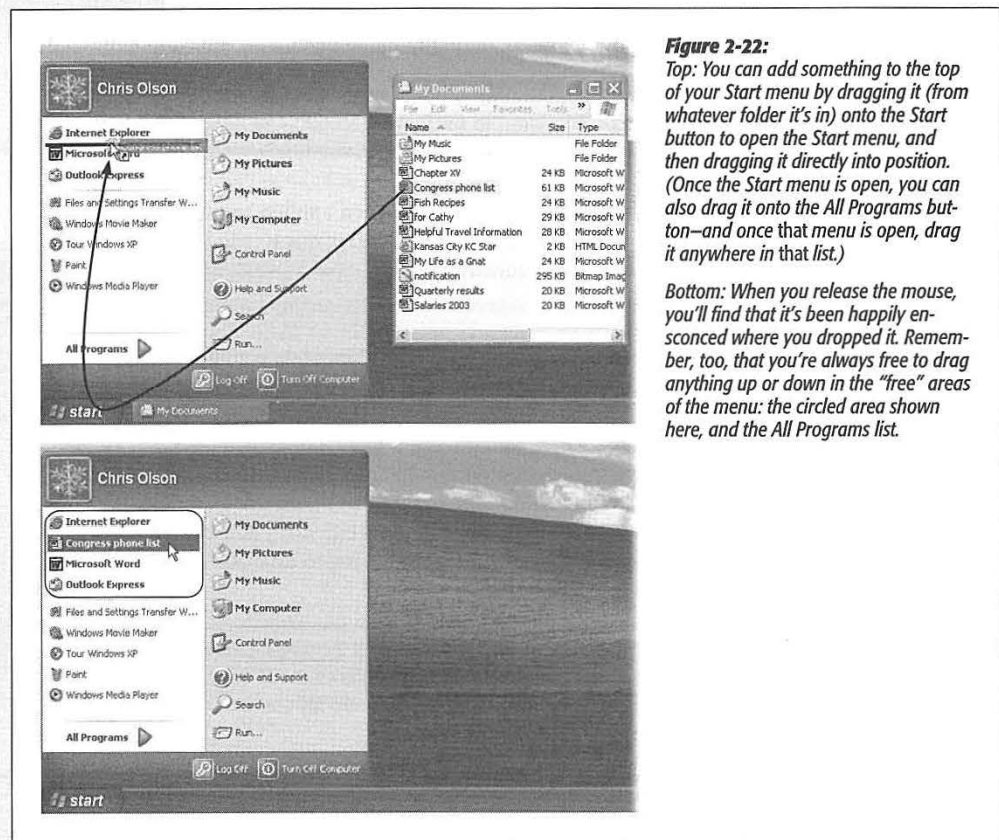 Chris Olson
Internet Explorer
Microsoft Word
Outlook Express
Files and Settings Transfer W...
Windows Movie Maker
Tour Windows XP
Paint
Windows Media Player
All Programs
My Documents
My Pictures
My Music
My Computer
Control Panel
Help and Support
Search
Run...
Log Off
Turn Off Computer
start
My Documents
My Documents
File Edit View Favorites Tools »
Name Size Type
My Music File Folder
My Pictures File Folder
Chapter XV 24 KB Microsoft W
Congress phone list 61 KB Microsoft W
Fish Recipes 24 KB Microsoft W
for Cathy 29 KB Microsoft W
Helpful Travel Information 28 KB Microsoft W
Kansas City KC Star 2 KB HTML Docun
My Life as a Gnat 24 KB Microsoft W
notification 295 KB Bitmap Imag
Quarterly results 20 KB Microsoft W
Salaries 2003 20 KB Microsoft W
Figure 2-22:
Top: You can add something to the top
of your Start menu by dragging it (from
whatever folder it's in) onto the Start
button to open the Start menu, and
then dragging it directly into position.
(Once the Start menu is open, you can
also drag it onto the All Programs but-
ton—and once that menu is open, drag
it anywhere in that list.)
Bottom: When you release the mouse,
you'll find that it's been happily en-
sconced where you dropped it. Remem-
ber, too, that you're always free to drag
anything up or down in the "free" areas
of the menu: the circled area shown
here, and the All Programs list.
Chris Olson
Internet Explorer
Congress phone list
Microsoft Word
Outlook Express
Files and Settings Transfer W...
Windows Movie Maker
Tour Windows XP
Paint
Windows Media Player
All Programs
My Documents
My Pictures
My Music
My Computer
Control Panel
Help and Support
Search
Run...
Log Off
Turn Off Computer
start